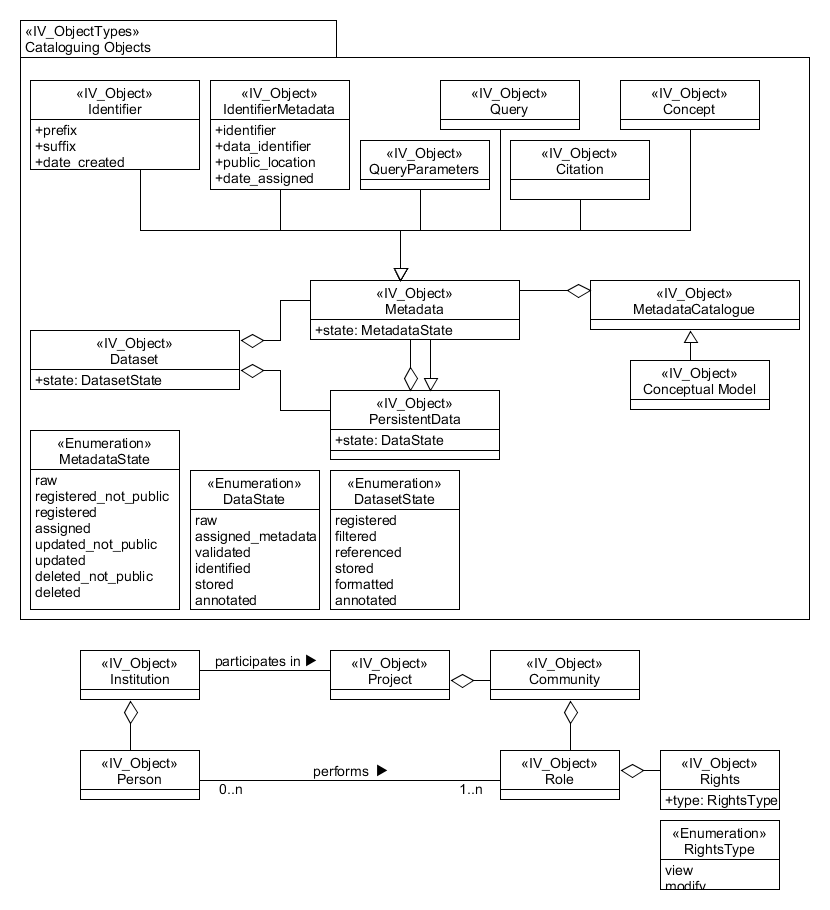 «IV_ObjectTypes»
Cataloguing Objects
«IV_Object»
Identifier
+prefix
+suffix
+date_created
«IV_Object»
IdentifierMetadata
+identifier
+data_identifier
+public_location
+date_assigned
«IV_Object»
QueryParameters
«IV_Object»
Query
«IV_Object»
Citation
«IV_Object»
Concept
«IV_Object»
Metadata
+state: MetadataState
«IV_Object»
MetadataCatalogue
«IV_Object»
Dataset
+state: DatasetState
«IV_Object»
Conceptual Model
«IV_Object»
PersistentData
+state: DataState
«Enumeration»
MetadataState
raw
registered_not_public
registered
assigned
updated_not_public
updated
deleted_not_public
deleted
«Enumeration»
DataState
raw
assigned_metadata
validated
identified
stored
annotated
«Enumeration»
DatasetState
registered
filtered
referenced
stored
formatted
annotated
«IV_Object»
Institution
participates in ▶
«IV_Object»
Project
«IV_Object»
Community
«IV_Object»
Person
performs ▶
0..n
1..n
«IV_Object»
Role
«IV_Object»
Rights
+type: RightsType
«Enumeration»
RightsType
view
modify